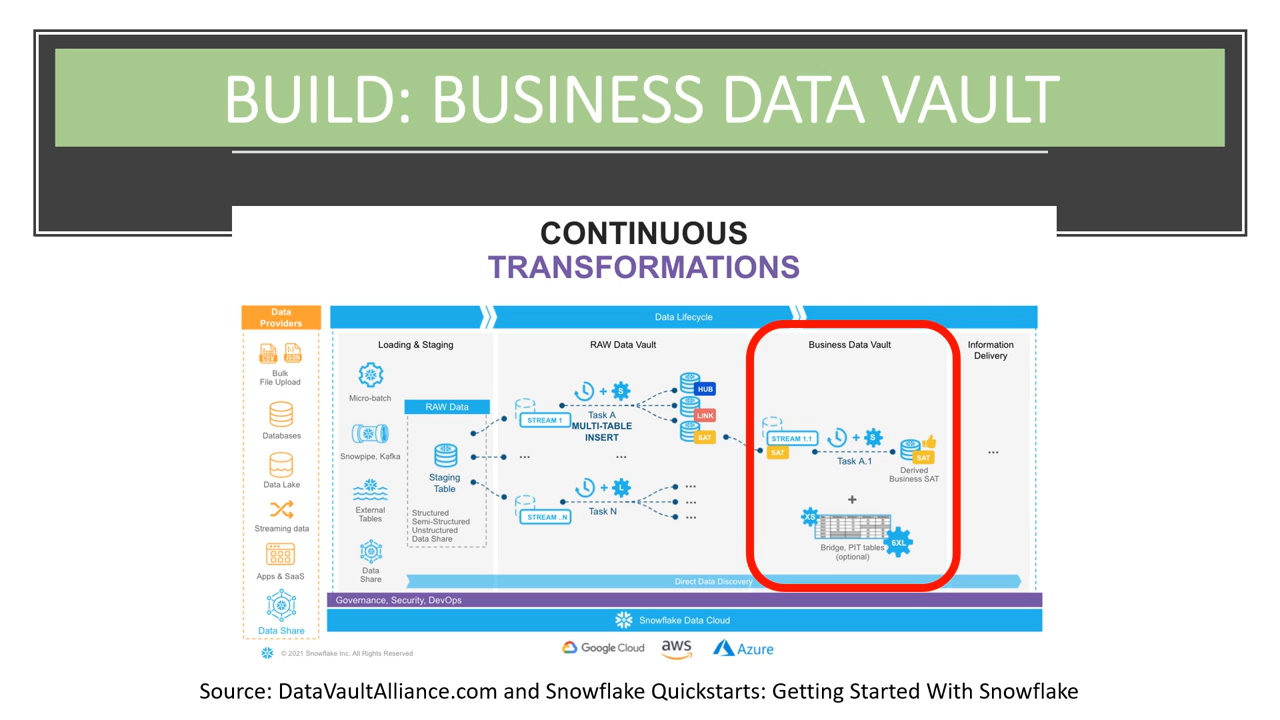 BUILD: BUSINESS DATA VAULT
CONTINUOUS
TRANSFORMATIONS
Data
Providers
Data Lifecycle
Bulk
File Upload
Databases
Data Lake
Streaming data
Apps & SaaS
Data Share
Loading & Staging
Micro-batch
Snowpipe, Kafka
External
Tables
Data
Share
RAW Data
Staging
Table
Structured
Semi-Structured
Unstructured
Data Share
RAW Data Vault
STREAM 1
+
S
Task A
MULTI-TABLE
INSERT
HUB
LINK
SAT
...
...
STREAM ..N
+
L
Task N
...
...
...
Business Data Vault
STREAM 1.1
SAT
+
S
Task A.1
SAT
Derived
Business SAT
+
XS
6XL
Bridge, PIT tables
(optional)
Information
Delivery
...
Direct Data Discovery
Governance, Security, DevOps
Snowflake Data Cloud
© 2021 Snowflake Inc. All Rights Reserved
Google Cloud
aws
Azure
Source: DataVaultAlliance.com and Snowflake Quickstarts: Getting Started With Snowflake